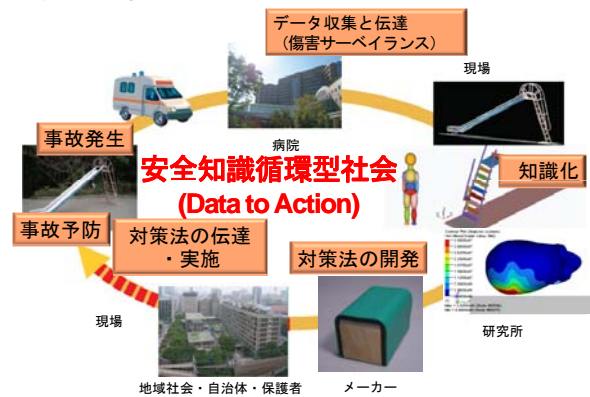 データ収集と伝達
(傷害サーベイランス)
現場
事故発生
病院
安全知識循環型社会
(Data to Action)
知識化
事故予防
対策法の伝達
・実施
対策法の開発
現場
研究所
地域社会・自治体・保護者
メーカー